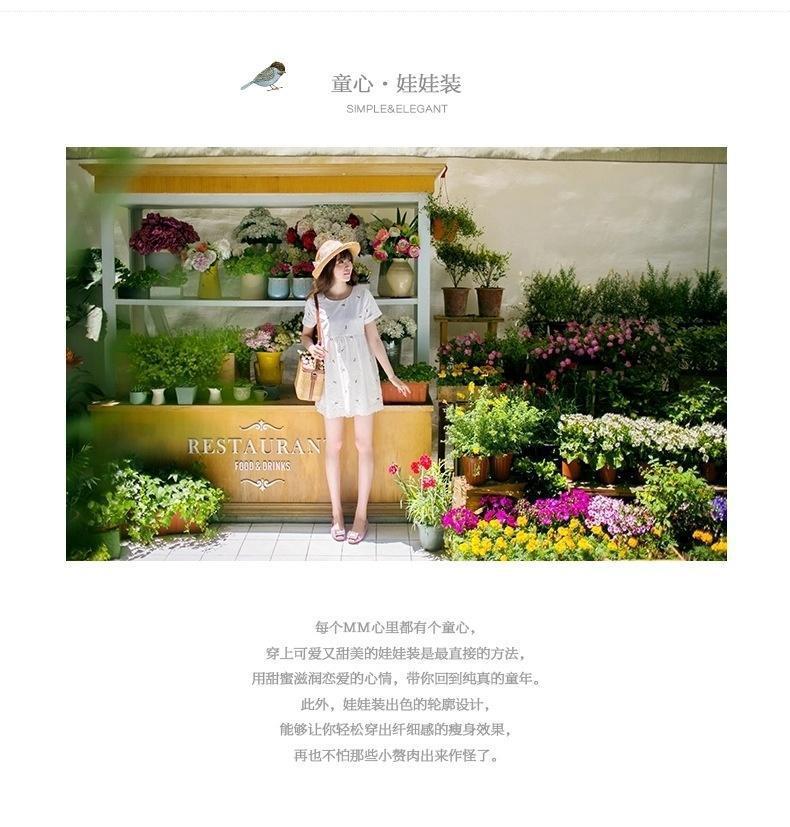 童心·娃娃装
SIMPLE&ELEGANT
RESTAURAN
FOOD & DRINKS
每个MM心里都有个童心，
穿上可爱又甜美的娃娃装是最直接的方法，
用甜蜜滋润恋爱的心情，带你回到纯真的童年。
此外，娃娃装出色的轮廓设计，
能够让你轻松穿出纤细感的瘦身效果，
再也不怕那些小赘肉出来作怪了。